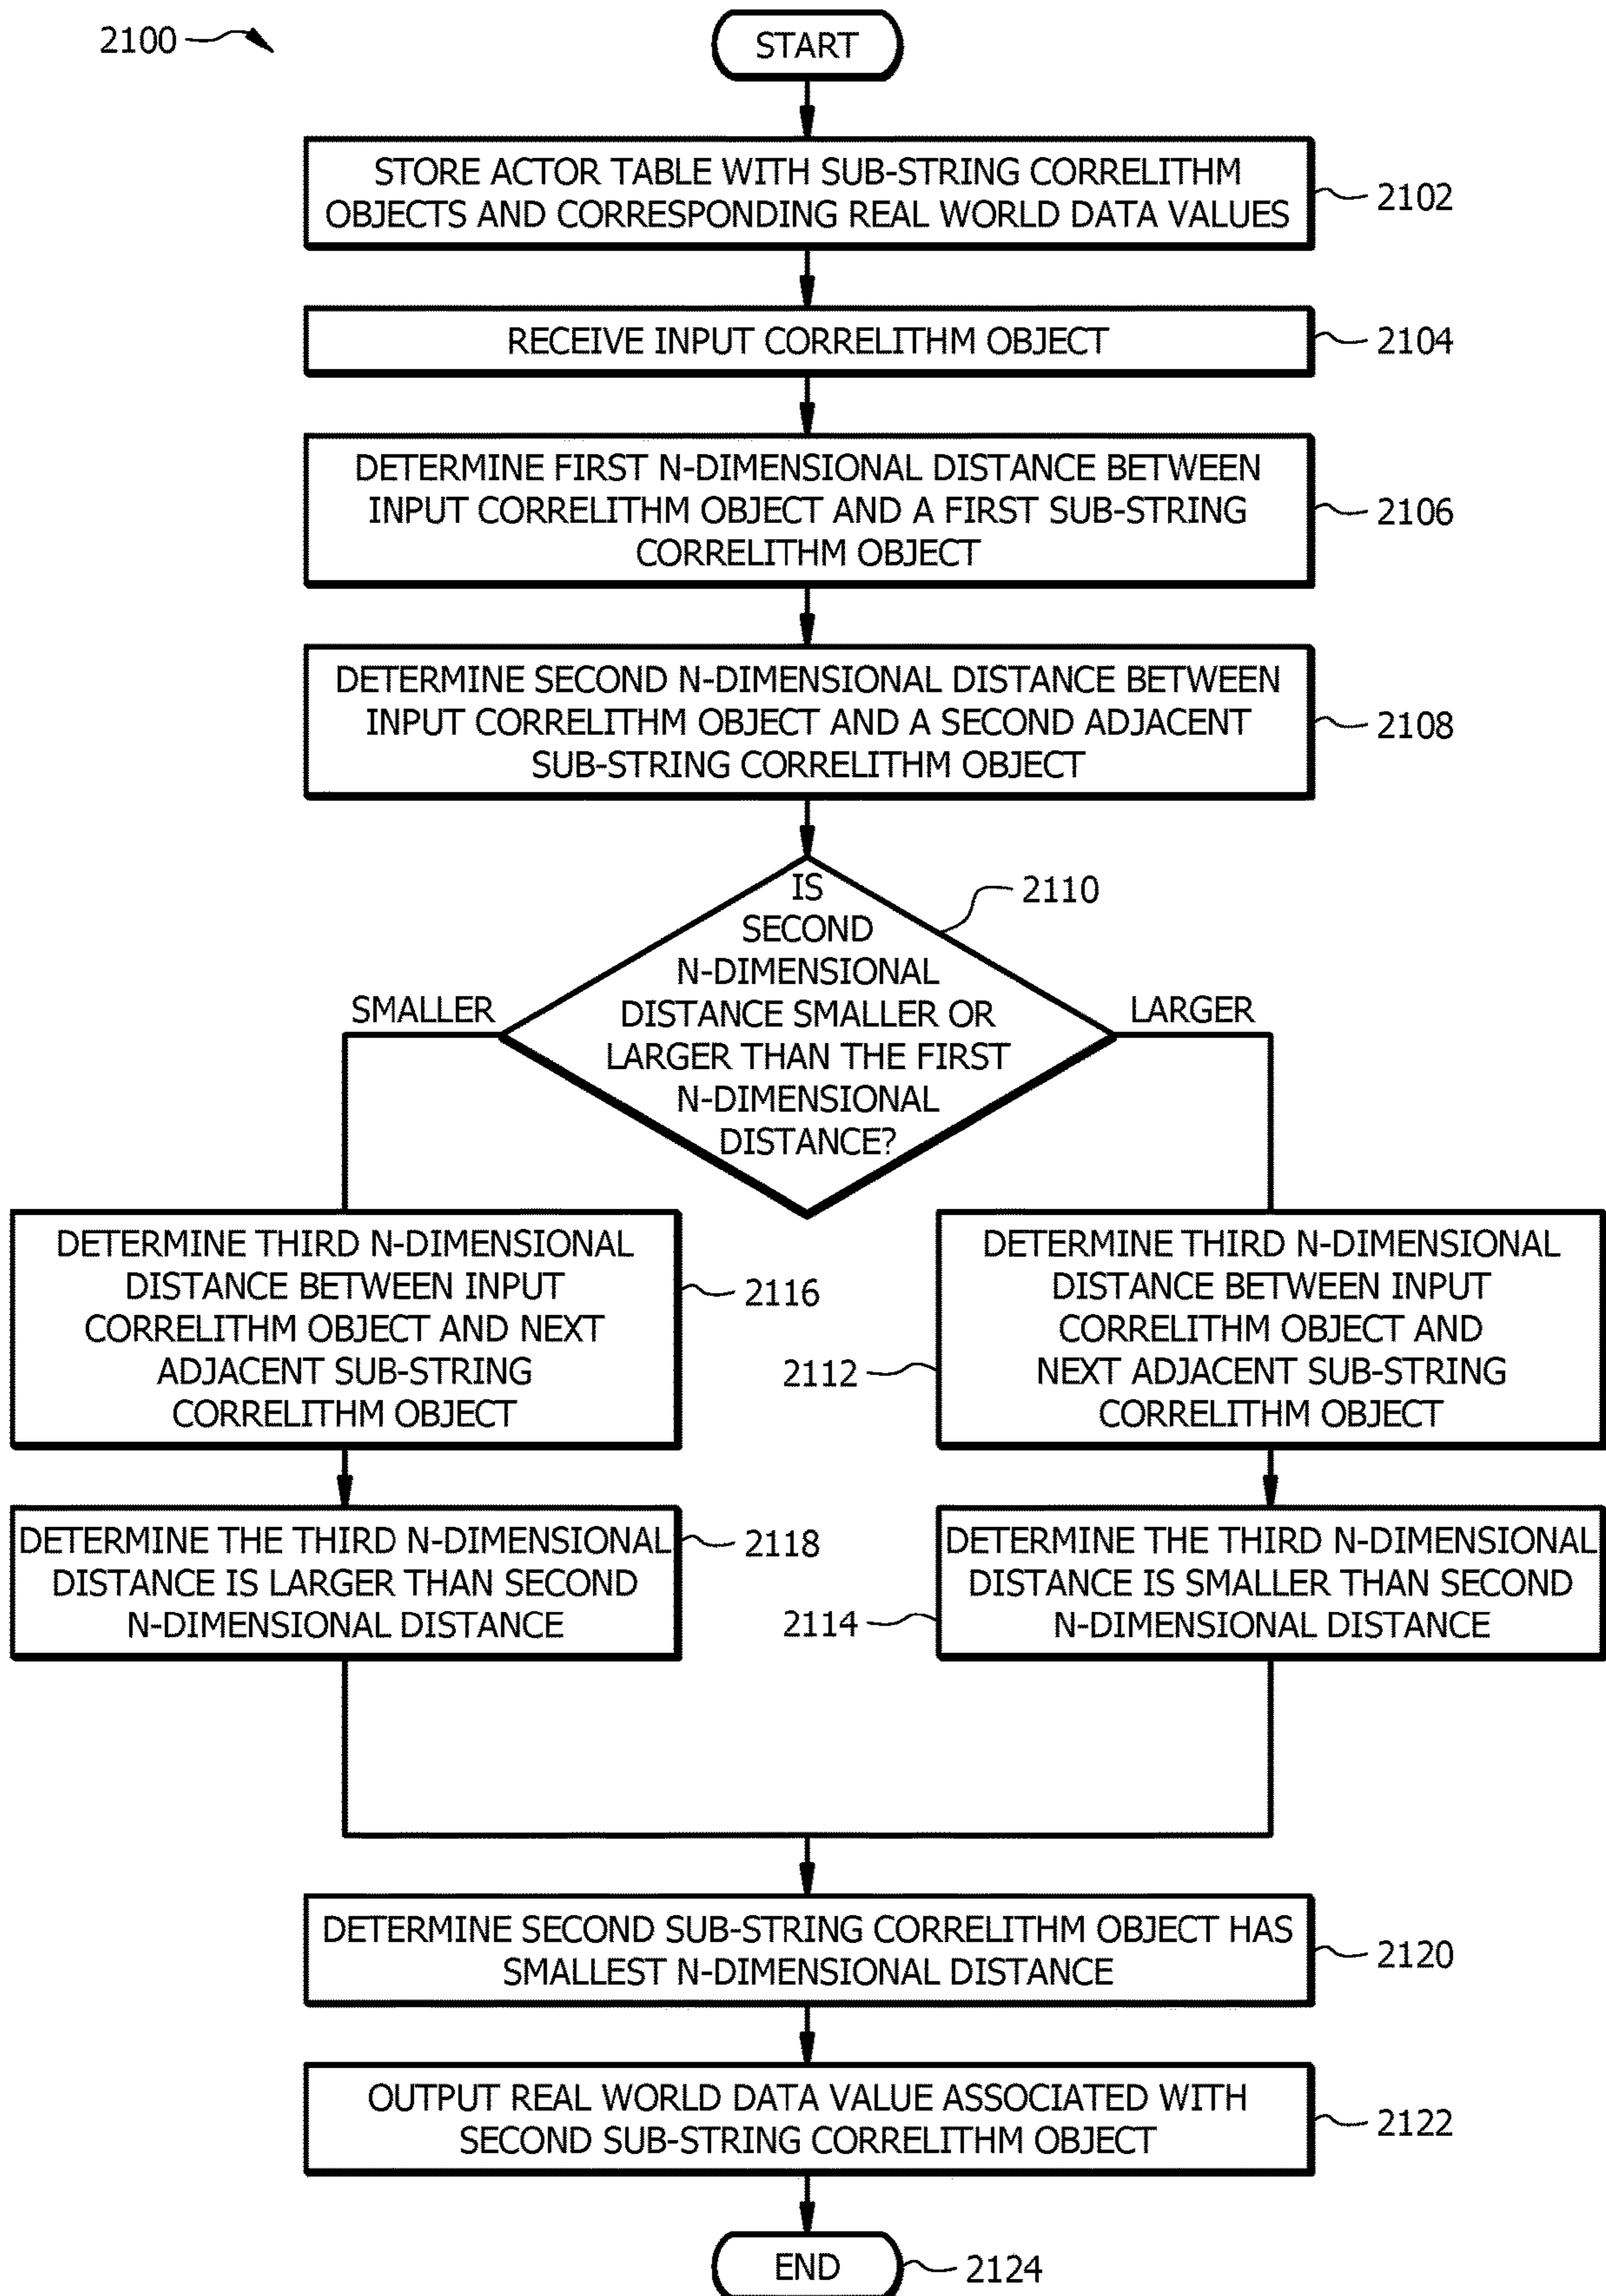 2100
START
STORE ACTOR TABLE WITH SUB-STRING CORRELITHM
OBJECTS AND CORRESPONDING REAL WORLD DATA VALUES
2102
RECEIVE INPUT CORRELITHM OBJECT
2104
DETERMINE FIRST N-DIMENSIONAL DISTANCE BETWEEN
INPUT CORRELITHM OBJECT AND A FIRST SUB-STRING
CORRELITHM OBJECT
2106
DETERMINE SECOND N-DIMENSIONAL DISTANCE BETWEEN
INPUT CORRELITHM OBJECT AND A SECOND ADJACENT
SUB-STRING CORRELITHM OBJECT
2108
IS
SECOND
N-DIMENSIONAL
DISTANCE SMALLER OR
LARGER THAN THE FIRST
N-DIMENSIONAL
DISTANCE?
2110
SMALLER
LARGER
DETERMINE THIRD N-DIMENSIONAL
DISTANCE BETWEEN INPUT
CORRELITHM OBJECT AND NEXT
ADJACENT SUB-STRING
CORRELITHM OBJECT
2116
DETERMINE THIRD N-DIMENSIONAL
DISTANCE BETWEEN INPUT
CORRELITHM OBJECT AND
NEXT ADJACENT SUB-STRING
CORRELITHM OBJECT
2112
DETERMINE THE THIRD N-DIMENSIONAL
DISTANCE IS LARGER THAN SECOND
N-DIMENSIONAL DISTANCE
2118
DETERMINE THE THIRD N-DIMENSIONAL
DISTANCE IS SMALLER THAN SECOND
N-DIMENSIONAL DISTANCE
2114
DETERMINE SECOND SUB-STRING CORRELITHM OBJECT HAS
SMALLEST N-DIMENSIONAL DISTANCE
2120
OUTPUT REAL WORLD DATA VALUE ASSOCIATED WITH
SECOND SUB-STRING CORRELITHM OBJECT
2122
END
2124